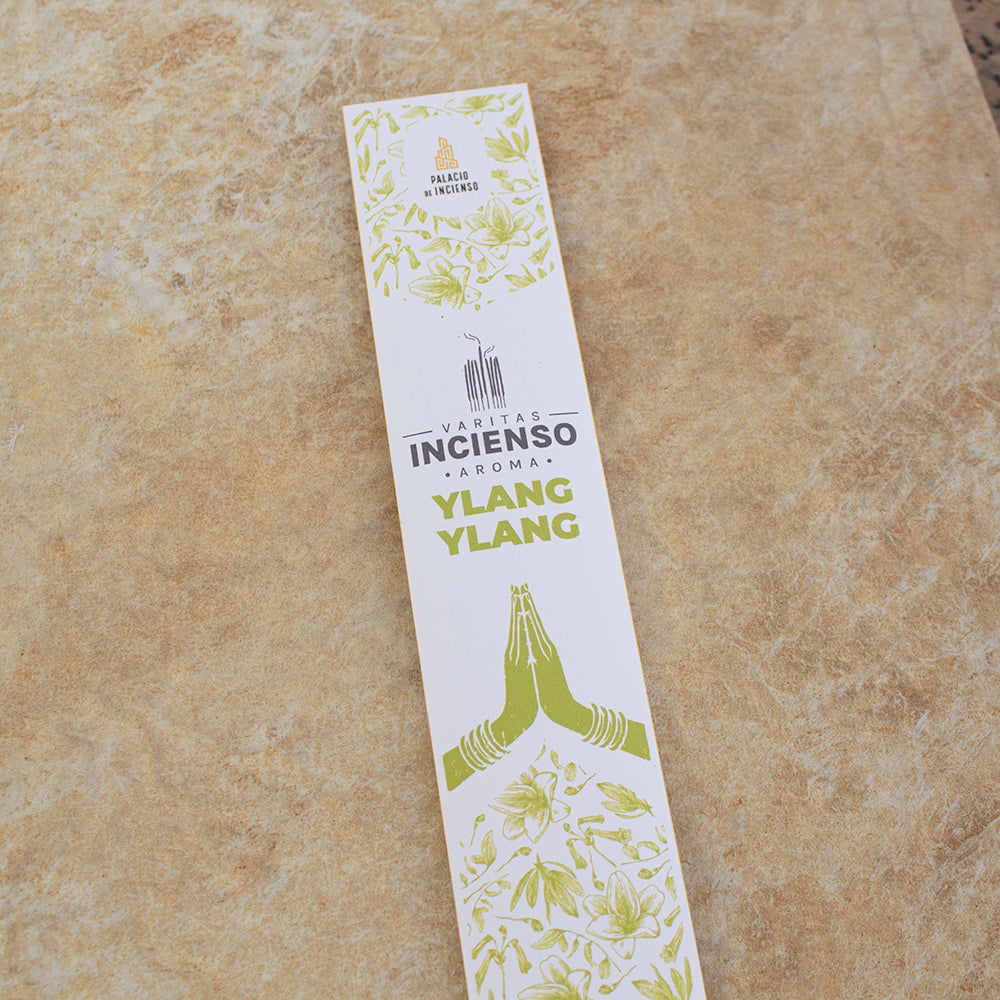 PALACIO
DE INCIENSO
VARITAS
INCIENSO
•AROMA•
YLANG
YLANG